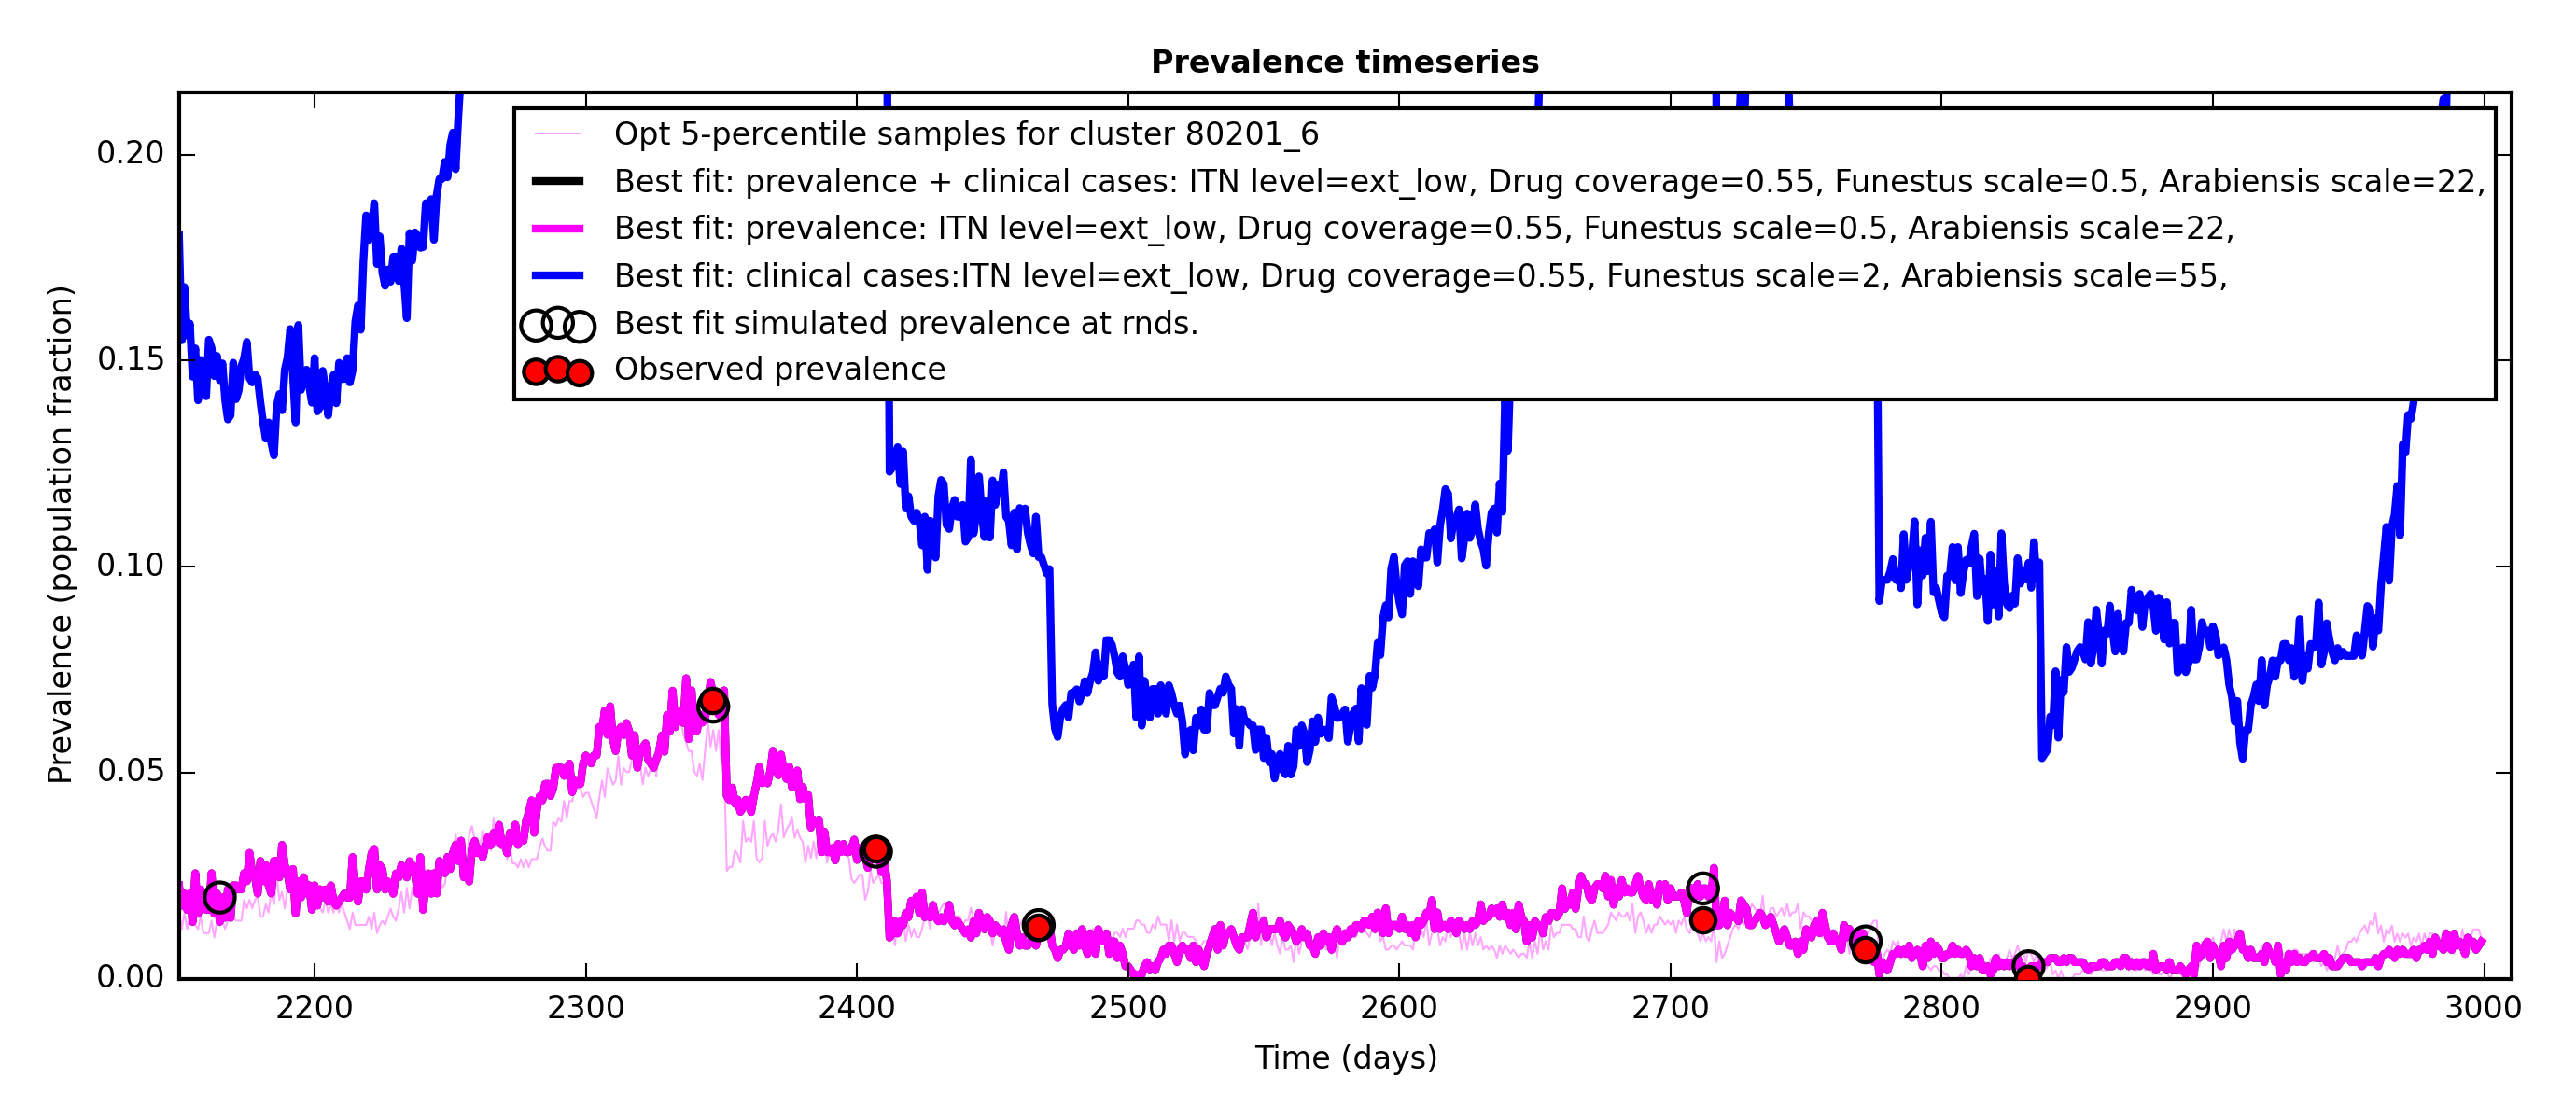 Prevalence timeseries
Opt 5-percentile samples for cluster 80201_6
Best fit: prevalence + clinical cases: ITN level=ext_low, Drug coverage=0.55, Funestus scale=0.5, Arabiensis scale=22,
Best fit: prevalence: ITN level=ext_low, Drug coverage=0.55, Funestus scale=0.5, Arabiensis scale=22,
Best fit: clinical cases:ITN level=ext_low, Drug coverage=0.55, Funestus scale=2, Arabiensis scale=55,
Best fit simulated prevalence at rnds.
Observed prevalence
Prevalence (population fraction)
0.20
0.15
0.10
0.05
0.00
2200 2300 2400 2500 2600 2700 2800 2900 3000
Time (days)